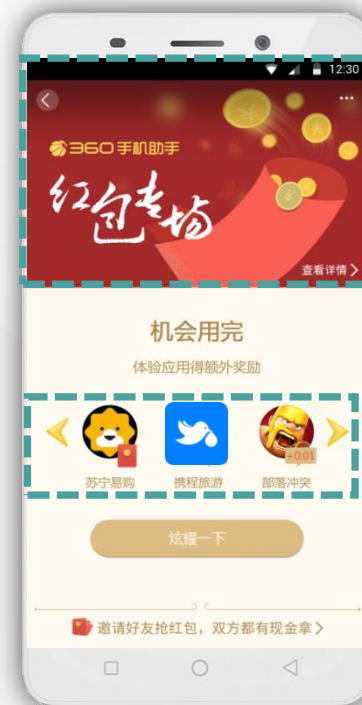 12:30
360手机助手
红包专场
查看详情
机会用完
体验应用得额外奖励
+0.01
苏宁易购
携程旅游
部落冲突
炫耀一下
邀请好友抢红包，双方都有现金拿